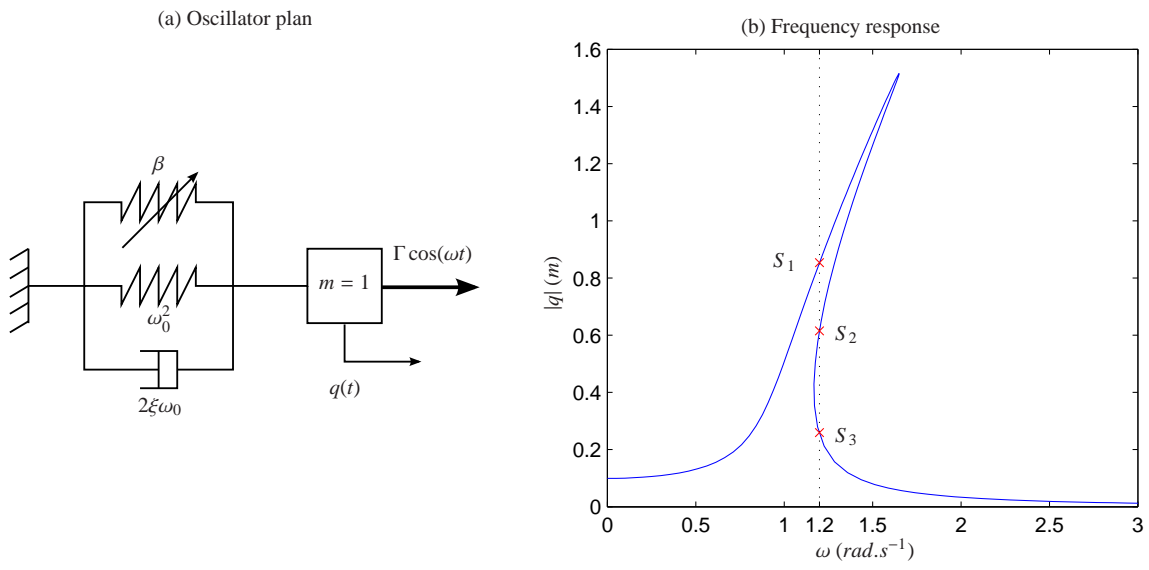 (a) Oscillator plan
β
ω₀²
2ξω₀
m = 1
Γ cos(ωt)
q(t)
(b) Frequency response
|q| (m)
1.6
1.4
1.2
1
0.8
0.6
0.4
0.2
0
S₁
S₂
S₃
0 0.5 1 1.2 1.5 2 2.5 3
ω (rad.s⁻¹)